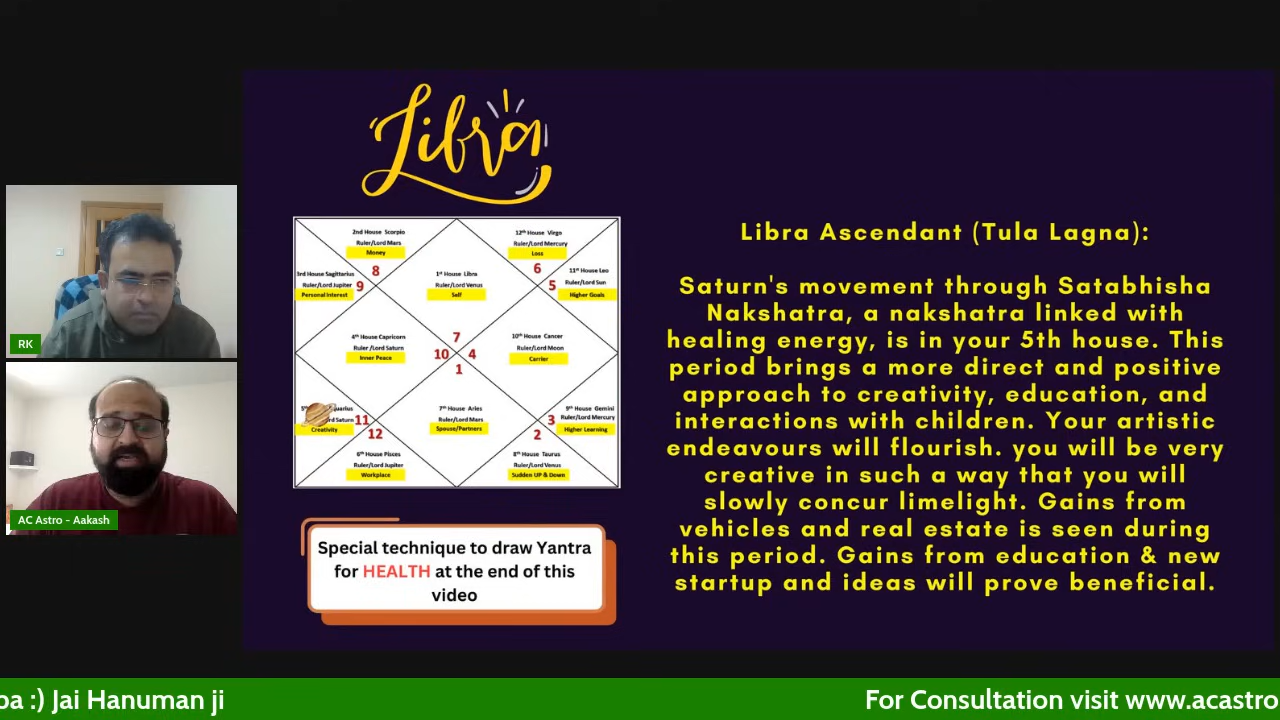 Libra
2nd House Scorpio
Ruler/Lord Mars
Money
8
12th House Virgo
Ruler/Lord Mercury
Loss
6
3rd House Sagittarius
Ruler/Lord Jupiter
Personal Interest
9
1st House Libra
Ruler/Lord Venus
Self
11th House Leo
Ruler/Lord Sun
Higher Goals
5
4th House Capricorn
Ruler /Lord Saturn
Inner Peace
7
10 4
1
10th House Cancer
Ruler/Lord Moon
Carrier
Saturn
Creativity
11
12
7th House Aries
Ruler/Lord Mars
Spouse/Partners
9th House Gemini
Ruler/Lord Mercury
Higher Learning
3
2
6th House Pisces
Ruler/Lord Jupiter
Workplace
8th House Taurus
Ruler/Lord Venus
Sudden UP & Down
Special technique to draw Yantra
for HEALTH at the end of this
video
Libra Ascendant (Tula Lagna):
Saturn's movement through Satabhisha
Nakshatra, a nakshatra linked with
healing energy, is in your 5th house. This
period brings a more direct and positive
approach to creativity, education, and
interactions with children. Your artistic
endeavours will flourish. you will be very
creative in such a way that you will
slowly concur limelight. Gains from
vehicles and real estate is seen during
this period. Gains from education & new
startup and ideas will prove beneficial.
RK
AC Astro - Aakash
:) Jai Hanuman ji
For Consultation visit www.acastro